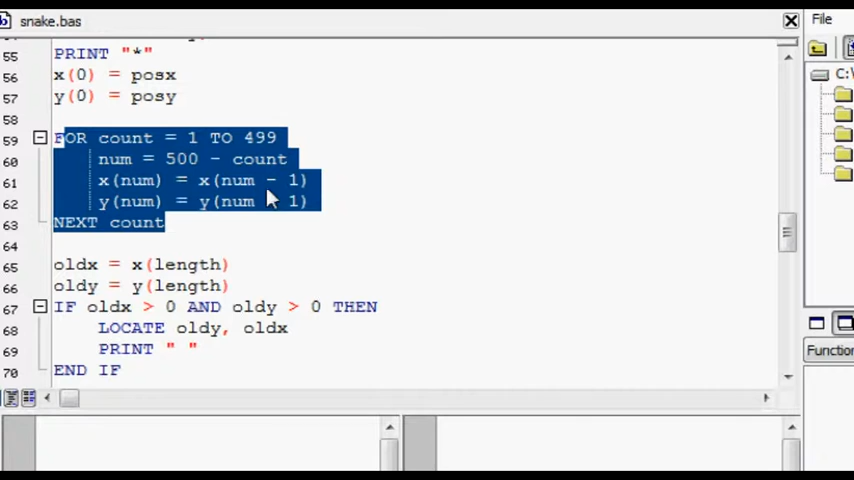 snake.bas
File
55 PRINT "*"
56 x(0) = posx
57 y(0) = posy
58
59 FOR count = 1 TO 499
60 num = 500 - count
61 x(num) = x(num - 1)
62 y(num) = y(num 1)
63 NEXT count
64
65 oldx = x(length)
66 oldy = y(length)
67 IF oldx > 0 AND oldy > 0 THEN
68 LOCATE oldy, oldx
69 PRINT " "
70 END IF
C:\
Function